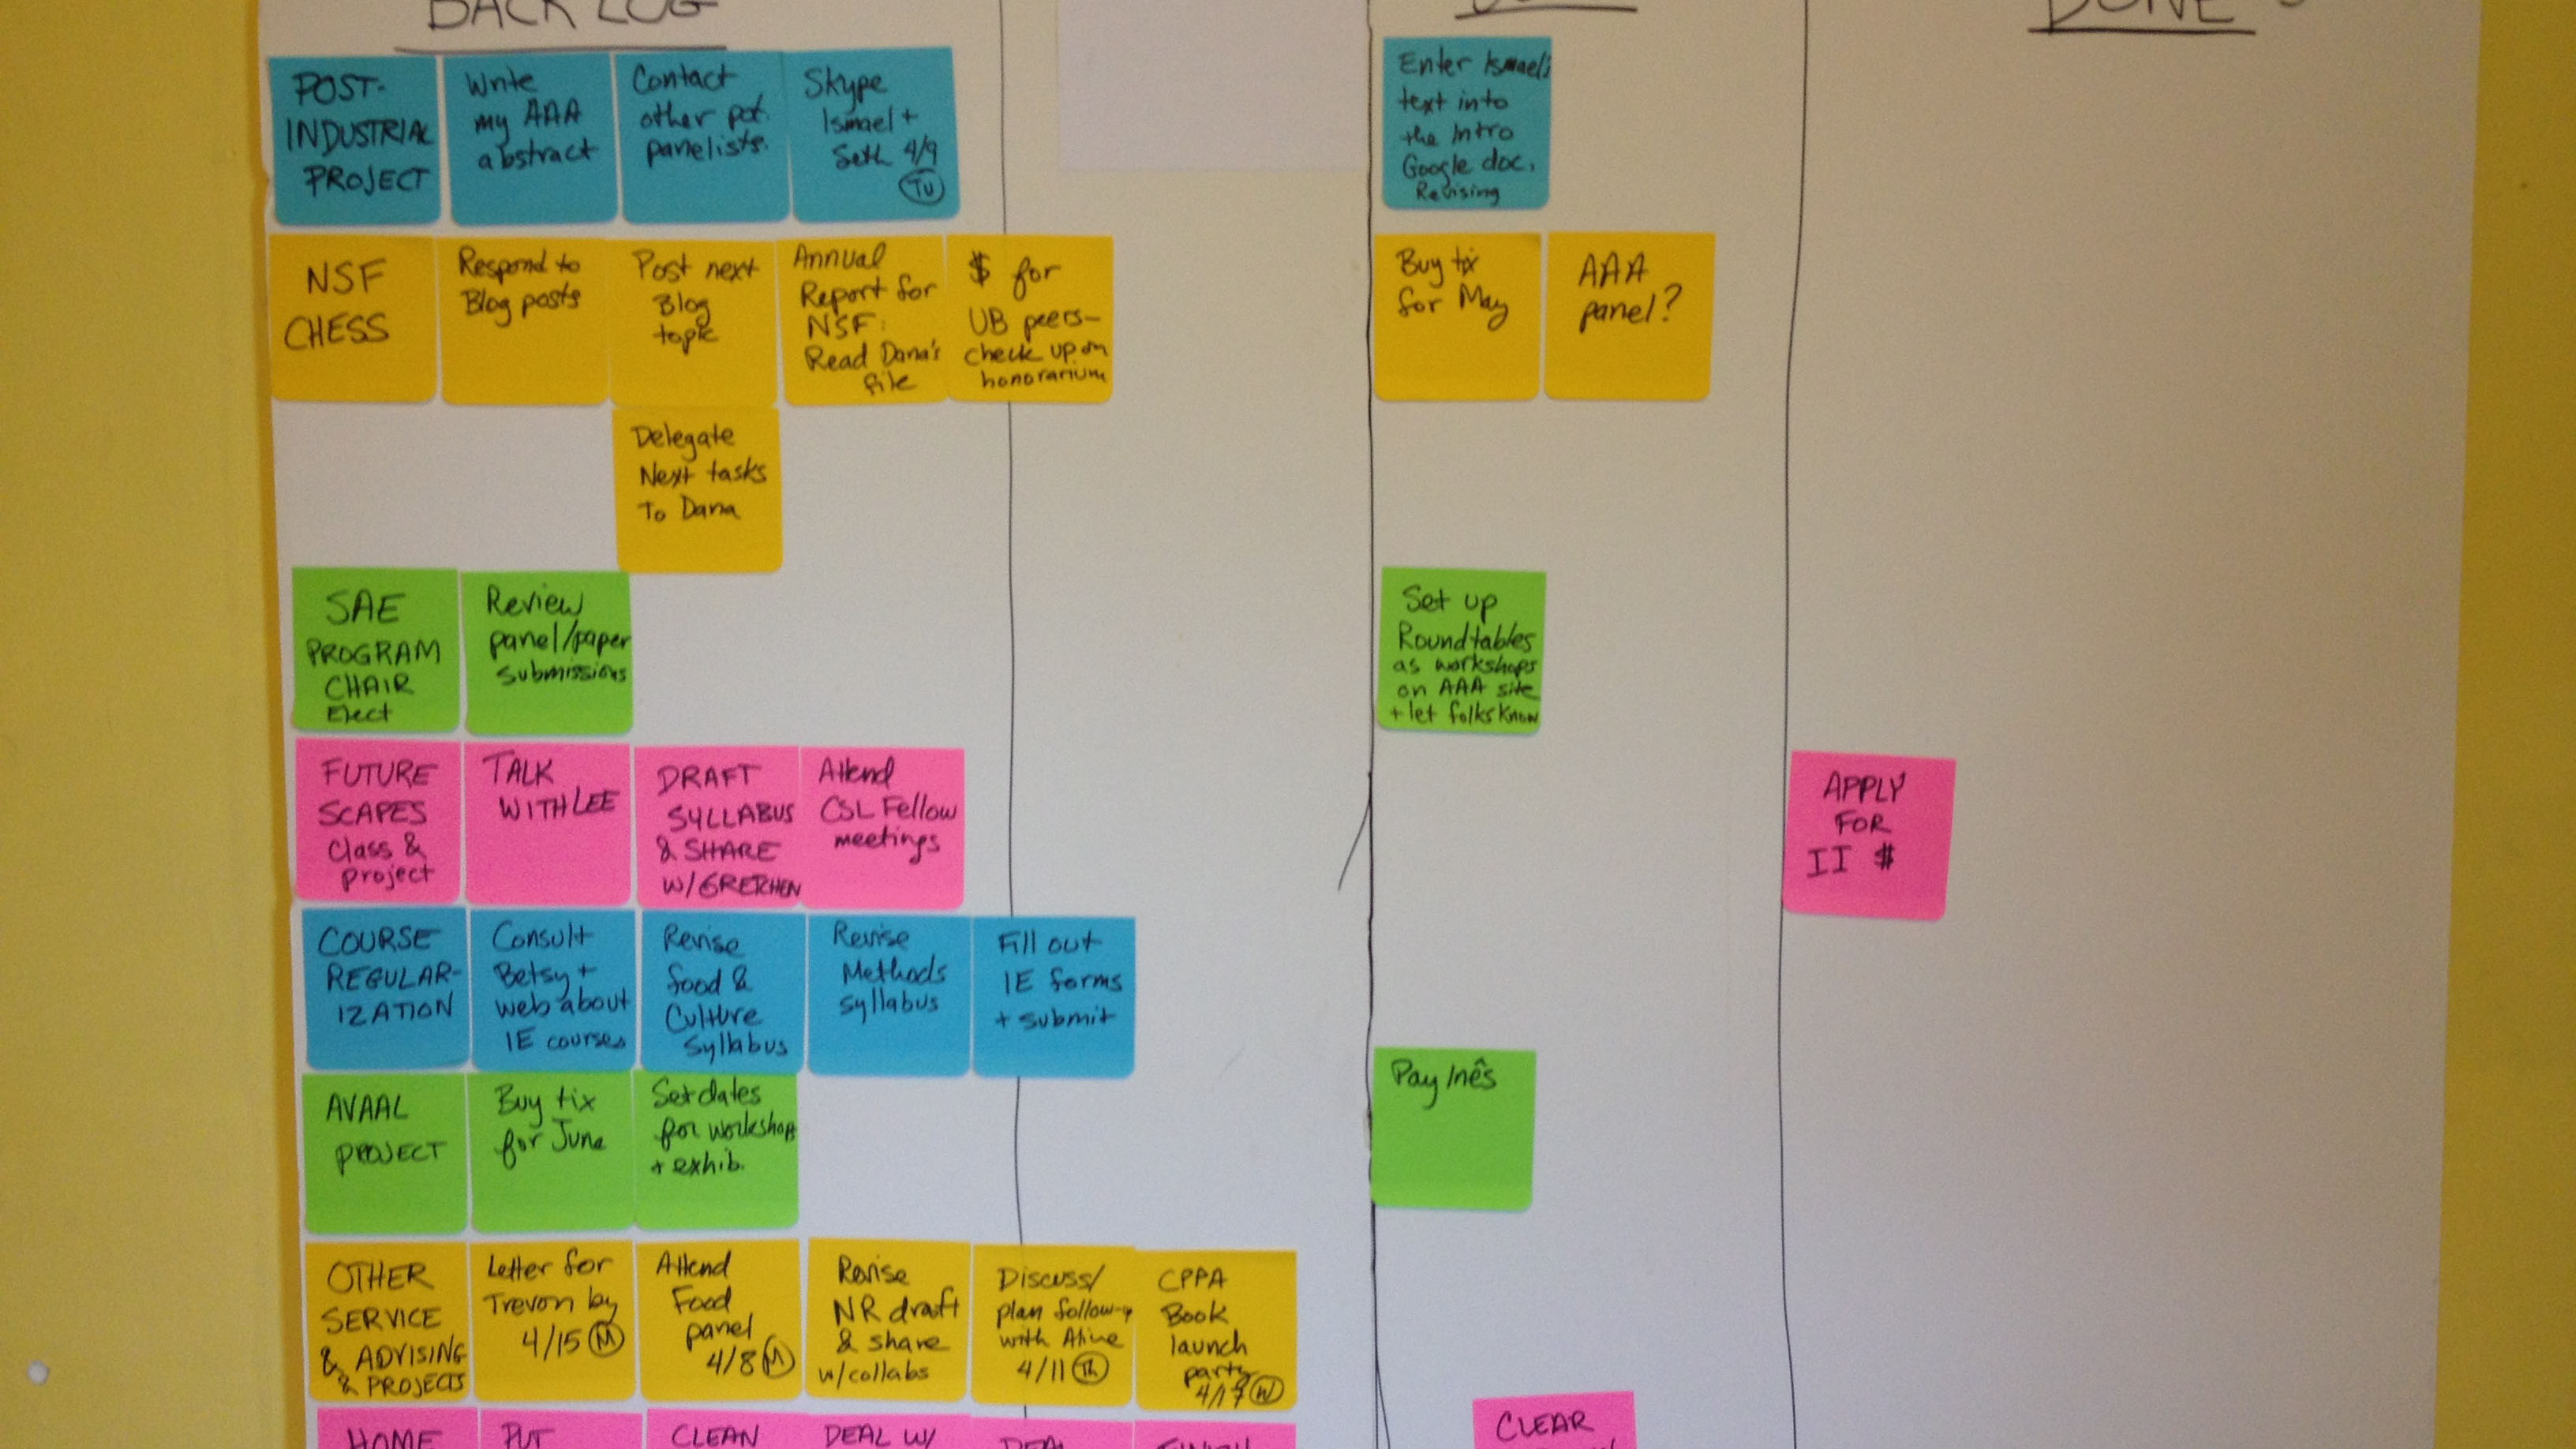 BACKLOG
DONE
POST-
INDUSTRIAL
PROJECT
Write
my AAA
abstract
Contact
other pot.
panelists.
Skype
Ismael +
Seth 4/9
Tu
Enter Ismael's
text into
the Intro
Google doc.
Revising
NSF
CHESS
Respond to
Blog posts
Post next
Blog
topic
Annual
Report for
NSF:
Read Dana's
file
$ for
UB peers-
check up on
honorarium
Buy tix
for May
AAA
panel?
Delegate
Next tasks
To Dana
SAE
PROGRAM
CHAIR
Elect
Review
panel/paper
submissions
Set up
Roundtables
as workshops
on AAA site
+ let folks know
FUTURE
SCAPES
Class &
project
TALK
WITH LEE
DRAFT
SYLLABUS
& SHARE
W/GRETCHEN
Attend
CSL Fellow
meetings
APPLY
FOR
II $
COURSE
REGULAR-
IZATION
Consult
Betsy +
web about
IE courses
Revise
food &
Culture
Syllabus
Revise
Methods
syllabus
Fill out
IE forms
+ submit
AVAAL
PROJECT
Buy tix
for June
Set dates
for workshops
+ exhib.
Pay Inês
OTHER
SERVICE
& ADVISING
& PROJECTS
Letter for
Trevon by
4/15 M
Attend
Food
panel
4/8 M
Revise
NR draft
& share
w/collabs
Discuss/
plan follow-up
with Aline
4/11 Th
CPPA
Book
launch
party
4/17 W
HOME
PUT
CLEAN
DEAL W/
DEAL
FINISH
CLEAR